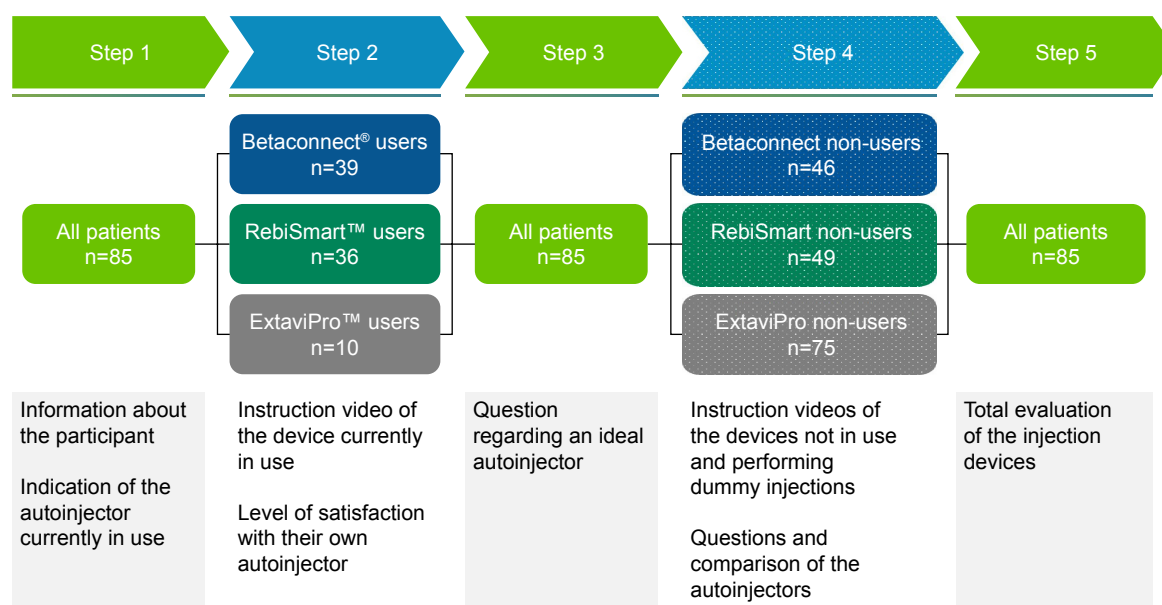 Step 1
Step 2
Step 3
Step 4
Step 5
All patients
n=85
Betaconnect® users
n=39
RebiSmart™ users
n=36
ExtaviPro™ users
n=10
All patients
n=85
Betaconnect non-users
n=46
RebiSmart non-users
n=49
ExtaviPro non-users
n=75
All patients
n=85
Information about
the participant
Indication of the
autoinjector
currently in use
Instruction video of
the device currently
in use
Level of satisfaction
with their own
autoinjector
Question
regarding an ideal
autoinjector
Instruction videos of
the devices not in use
and performing
dummy injections
Questions and
comparison of the
autoinjectors
Total evaluation
of the injection
devices